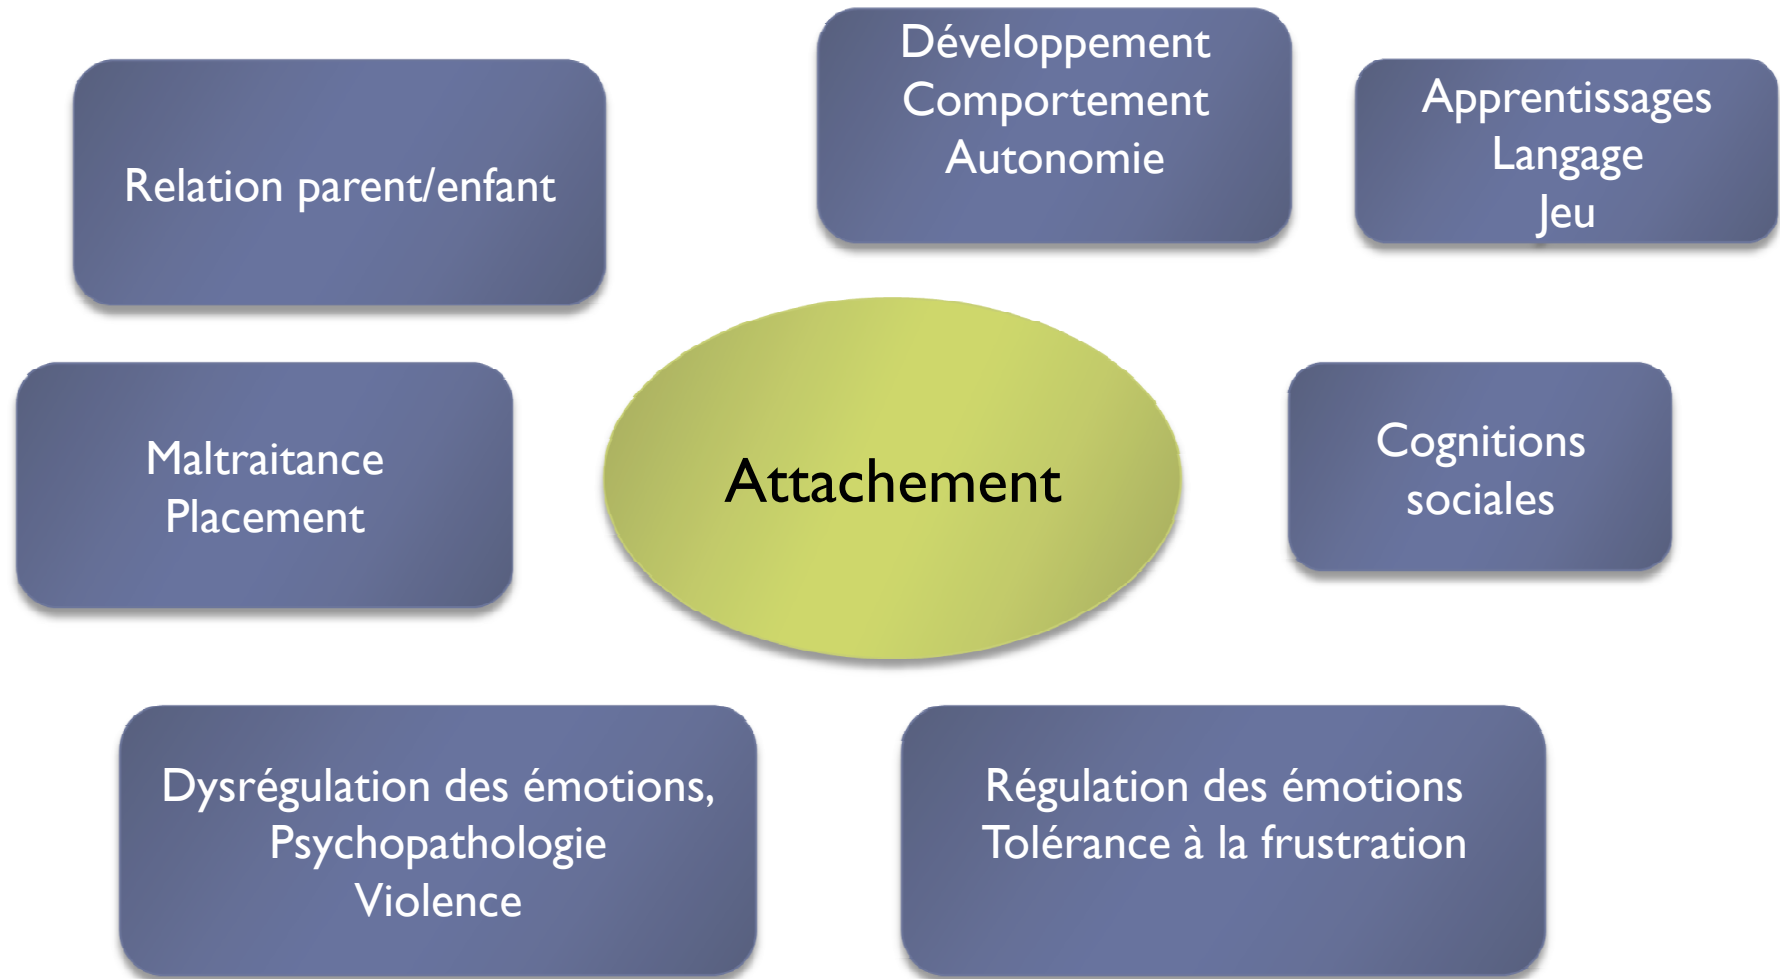 Relation parent/enfant
Développement
Comportement
Autonomie
Apprentissages
Langage
Jeu
Maltraitance
Placement
Attachement
Cognitions
sociales
Dysrégulation des émotions,
Psychopathologie
Violence
Régulation des émotions
Tolérance à la frustration